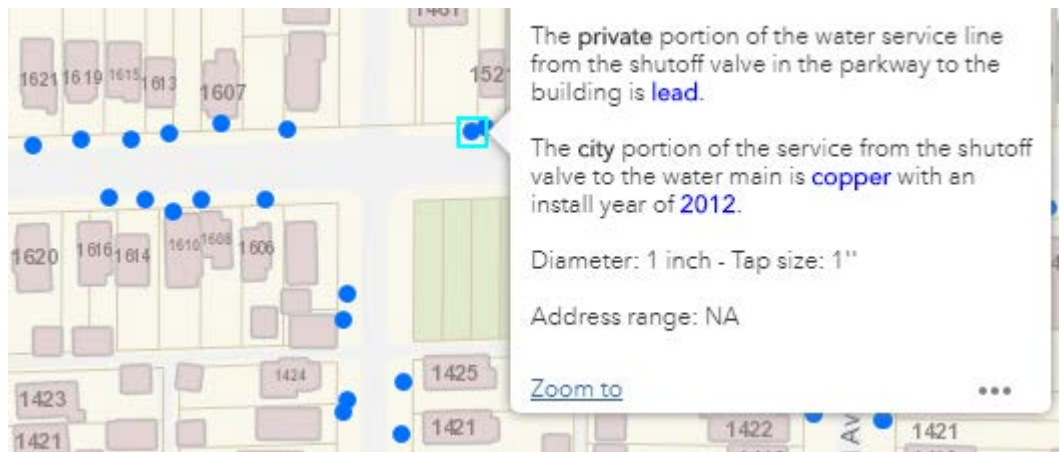 1621
1619
1615
1613
1607
1620
1616
1614
1610
1608
1606
1424
1423
1421
1425
1421
The private portion of the water service line
from the shutoff valve in the parkway to the
building is lead.
The city portion of the service from the shutoff
valve to the water main is copper with an
install year of 2012.
Diameter: 1 inch - Tap size: 1''
Address range: NA
Zoom to
1422
1421